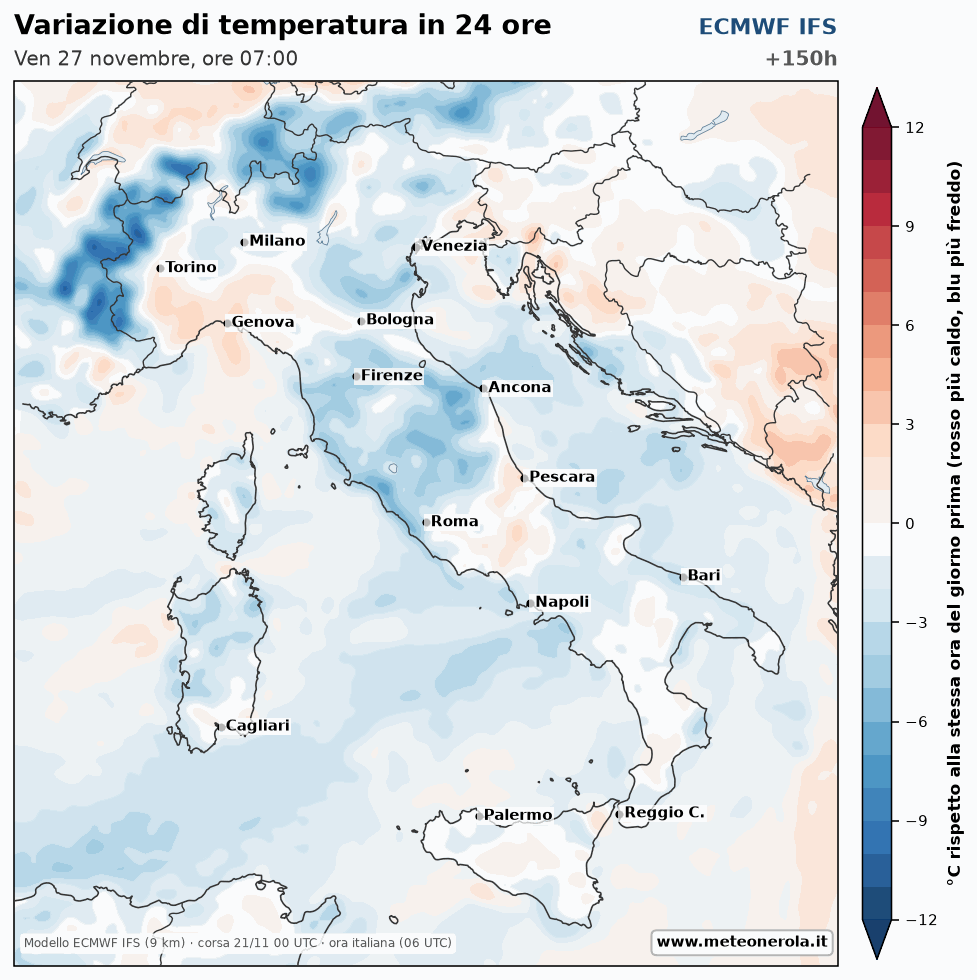 Variazione di temperatura in 24 ore
ECMWF IFS
Ven 27 novembre, ore 07:00
+150h
Milano
Venezia
Torino
Genova
Bologna
Firenze
Ancona
Pescara
Roma
Bari
Napoli
Cagliari
Palermo
Reggio C.
12
9
6
3
0
−3
−6
−9
−12
°C rispetto alla stessa ora del giorno prima (rosso più caldo, blu più freddo)
Modello ECMWF IFS (9 km) · corsa 21/11 00 UTC · ora italiana (06 UTC)
www.meteonerola.it